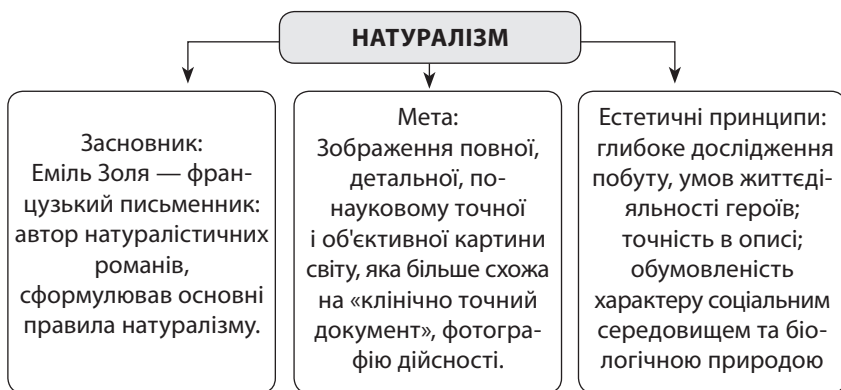 НАТУРАЛІЗМ
Засновник:
Еміль Золя — фран-
цузький письменник:
автор натуралістичних
романів,
сформулював основні
правила натуралізму.
Мета:
Зображення повної,
детальної, по-
науковому точної
і об'єктивної картини
світу, яка більше схожа
на «клінічно точний
документ», фотогра-
фію дійсності.
Естетичні принципи:
глибоке дослідження
побуту, умов життєді-
яльності героїв;
точність в описі;
обумовленість
характеру соціальним
середовищем та біо-
логічною природою